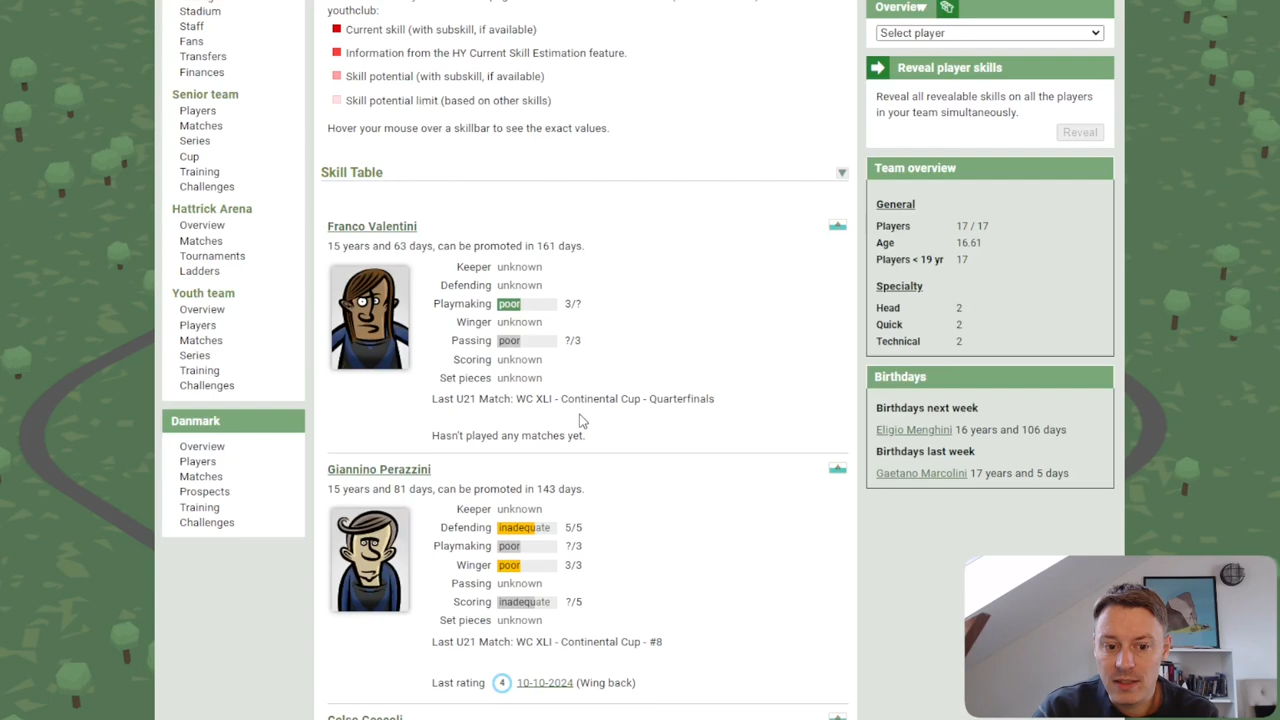 Stadium
Staff
Fans
Transfers
Finances
Senior team
Players
Matches
Series
Cup
Training
Challenges
Hattrick Arena
Overview
Matches
Tournaments
Ladders
Youth team
Overview
Players
Matches
Series
Training
Challenges
Danmark
Overview
Players
Matches
Prospects
Training
Challenges
youthclub:
Current skill (with subskill, if available)
Information from the HY Current Skill Estimation feature.
Skill potential (with subskill, if available)
Skill potential limit (based on other skills)
Hover your mouse over a skillbar to see the exact values.
Skill Table
Franco Valentini
15 years and 63 days, can be promoted in 161 days.
Keeper unknown
Defending unknown
Playmaking poor 3/?
Winger unknown
Passing poor ?/3
Scoring unknown
Set pieces unknown
Last U21 Match: WC XLI - Continental Cup - Quarterfinals
Hasn't played any matches yet.
Giannino Perazzini
15 years and 81 days, can be promoted in 143 days.
Keeper unknown
Defending inadequate 5/5
Playmaking poor ?/3
Winger poor 3/3
Passing unknown
Scoring inadequate ?/5
Set pieces unknown
Last U21 Match: WC XLI - Continental Cup - #8
Last rating 4 10-10-2024 (Wing back)
Overview
Select player
Reveal player skills
Reveal all revealable skills on all the players
in your team simultaneously.
Reveal
Team overview
General
Players 17 / 17
Age 16.61
Players < 19 yr 17
Specialty
Head 2
Quick 2
Technical 2
Birthdays
Birthdays next week
Eligio Menghini 16 years and 106 days
Birthdays last week
Gaetano Marcolini 17 years and 5 days